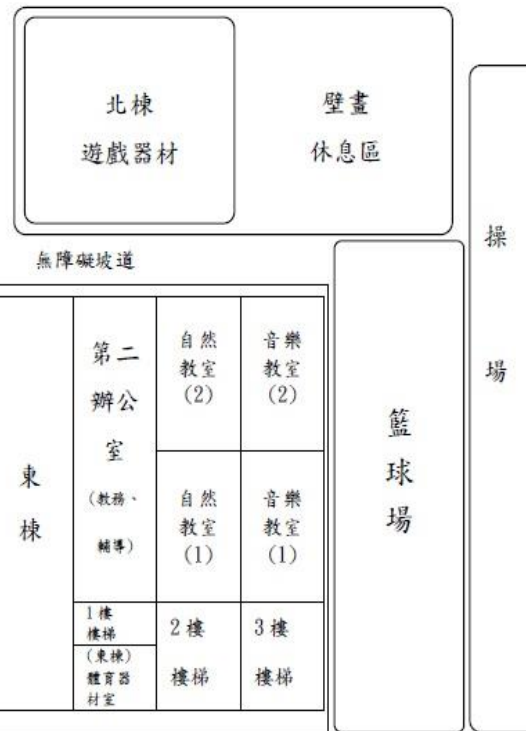 北棟
遊戲器材
壁畫
休息區
操
場
無障礙坡道
東
棟
第二
辦公
室
(教務、
輔導)
自然
教室
(2)
音樂
教室
(2)
自然
教室
(1)
音樂
教室
(1)
1樓
樓梯
(東棟)
體育器
材室
2樓
樓梯
3樓
樓梯
籃
球
場